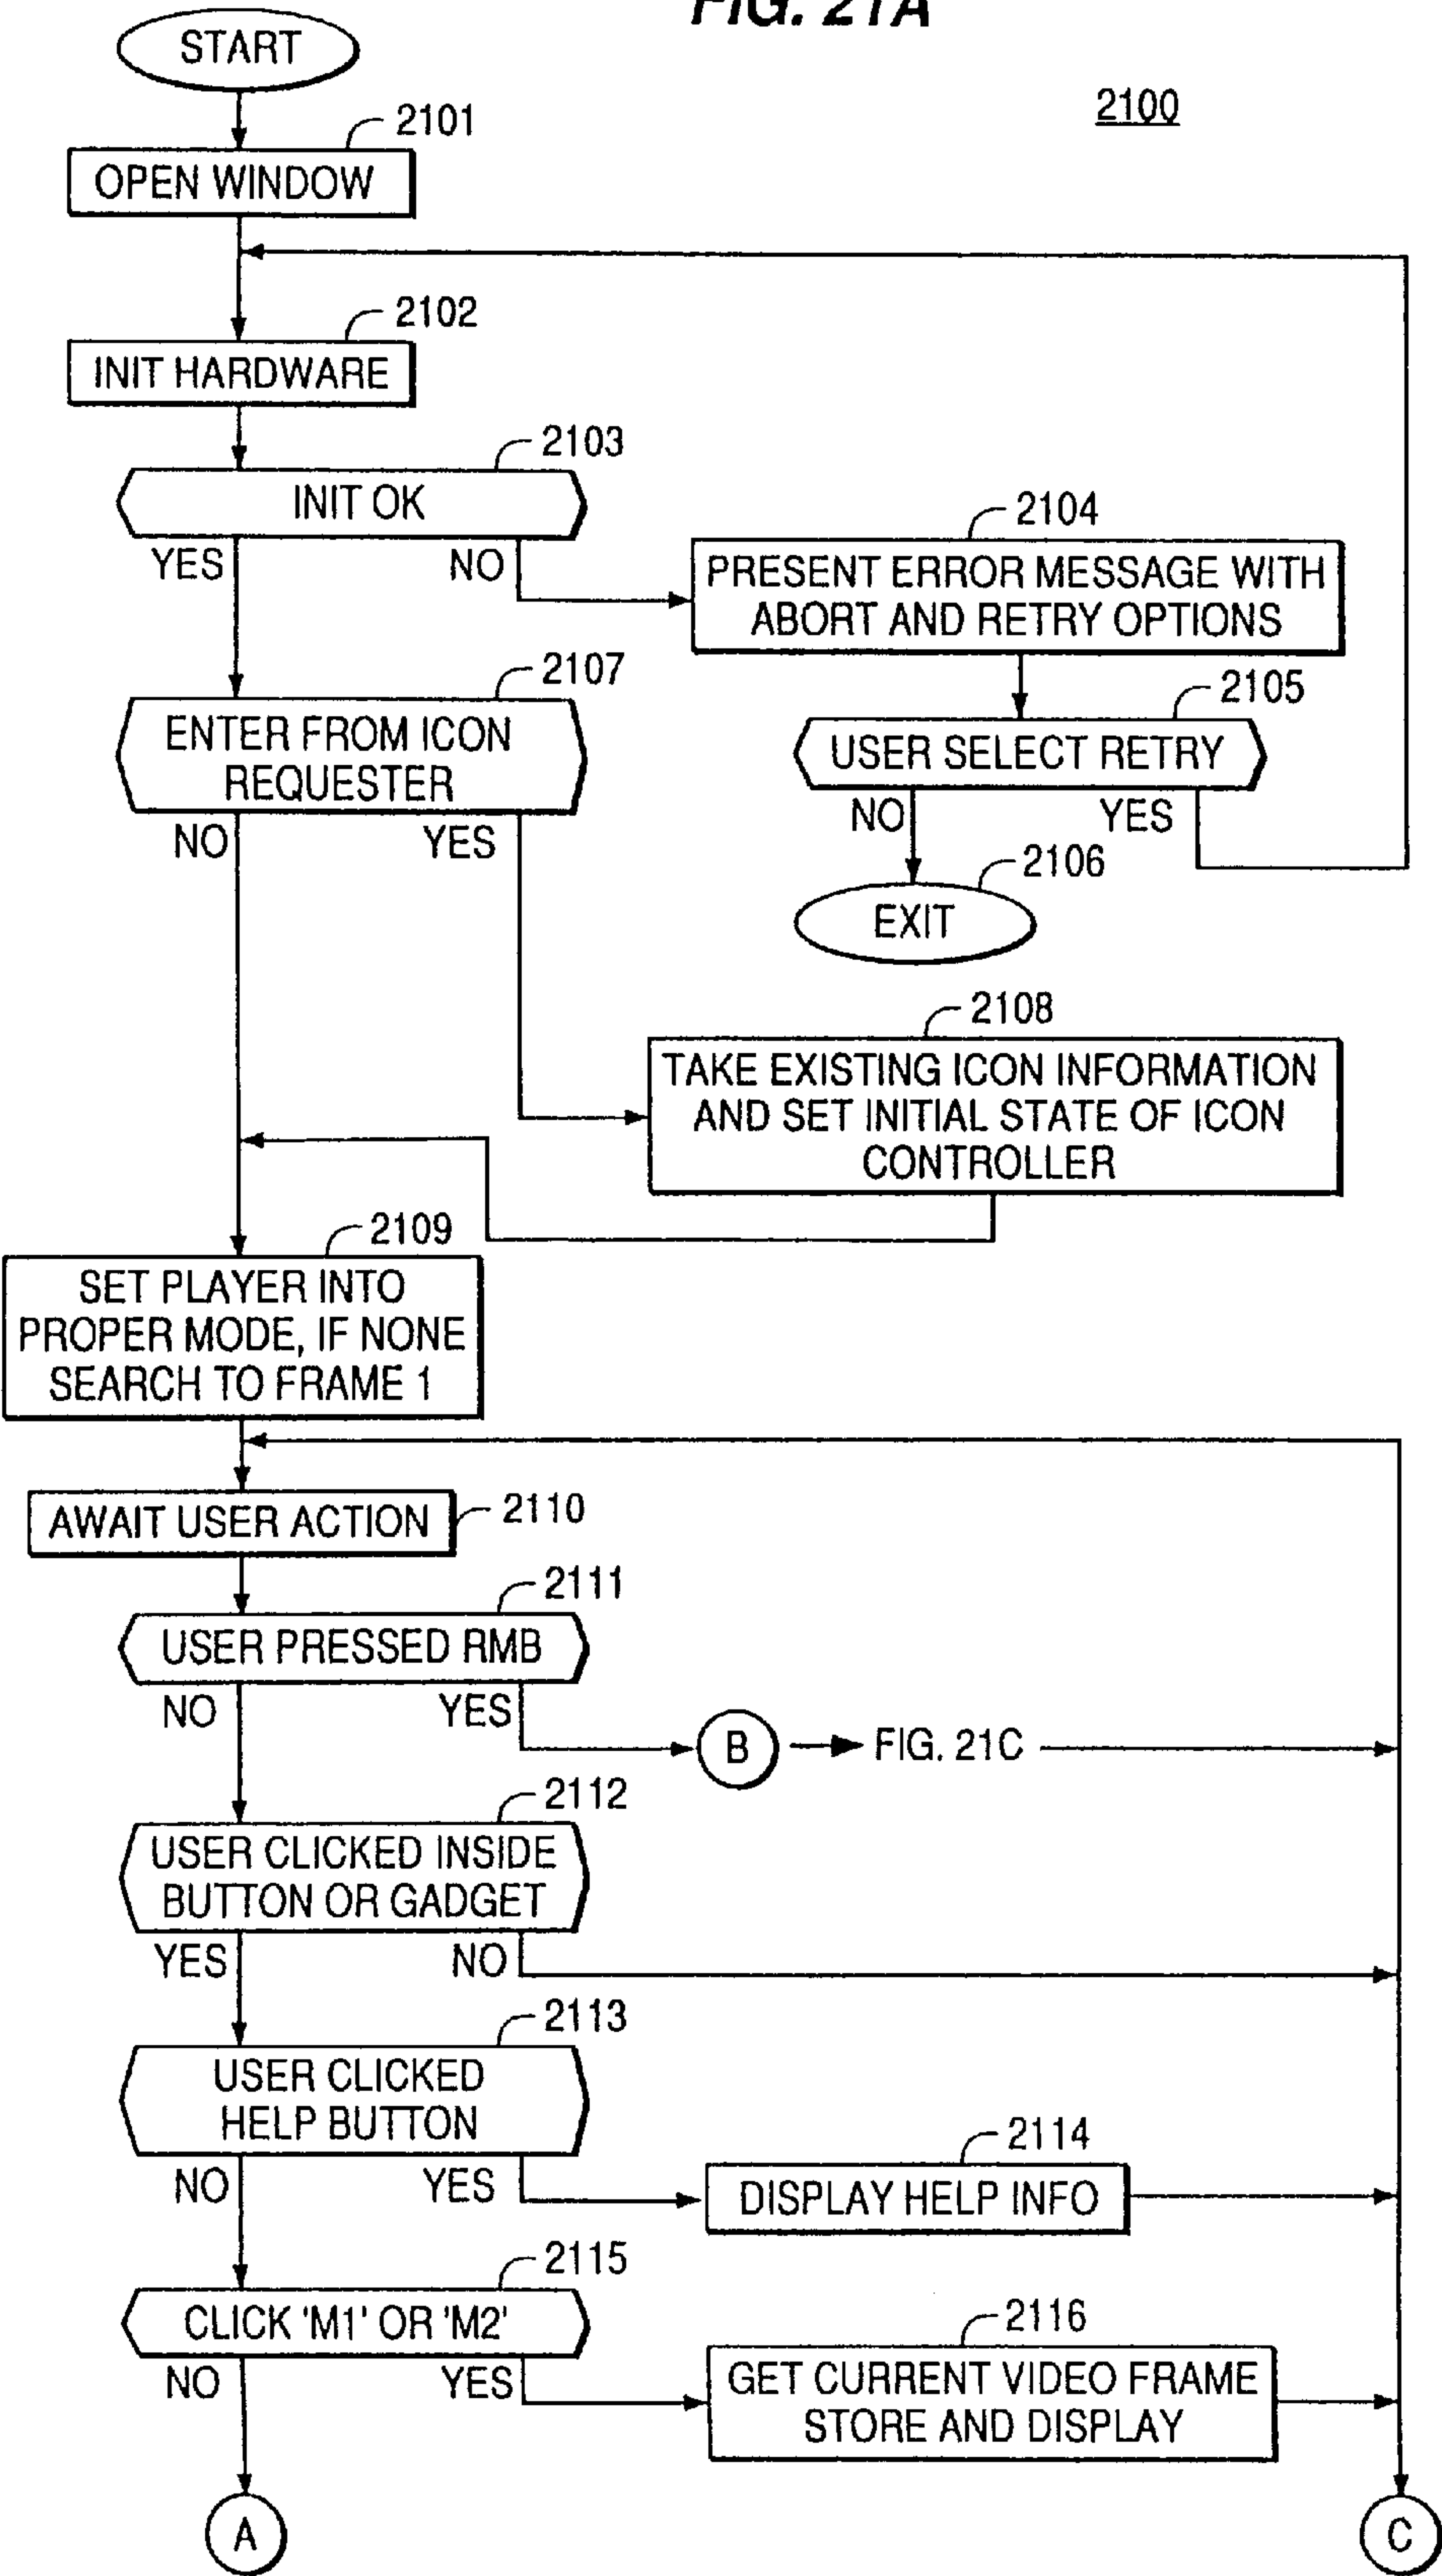 FIG. 21A
START
2100
2101
OPEN WINDOW
2102
INIT HARDWARE
2103
INIT OK
YES
NO
2104
PRESENT ERROR MESSAGE WITH
ABORT AND RETRY OPTIONS
2107
ENTER FROM ICON
REQUESTER
NO
YES
2105
USER SELECT RETRY
NO
YES
2106
EXIT
2108
TAKE EXISTING ICON INFORMATION
AND SET INITIAL STATE OF ICON
CONTROLLER
2109
SET PLAYER INTO
PROPER MODE, IF NONE
SEARCH TO FRAME 1
AWAIT USER ACTION
2110
2111
USER PRESSED RMB
NO
YES
B
FIG. 21C
2112
USER CLICKED INSIDE
BUTTON OR GADGET
YES
NO
2113
USER CLICKED
HELP BUTTON
NO
YES
2114
DISPLAY HELP INFO
2115
CLICK 'M1' OR 'M2'
NO
YES
2116
GET CURRENT VIDEO FRAME
STORE AND DISPLAY
A
C